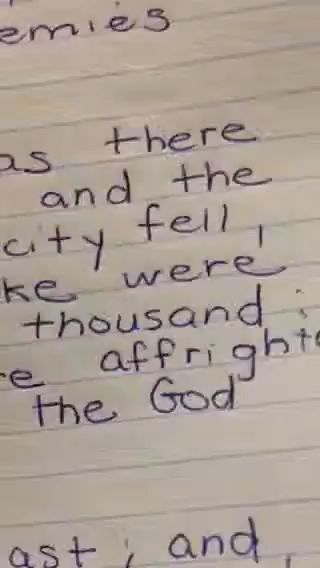 emies
as there
and the
city fell,
ke were
thousand :
e affright
the God
ast ; and